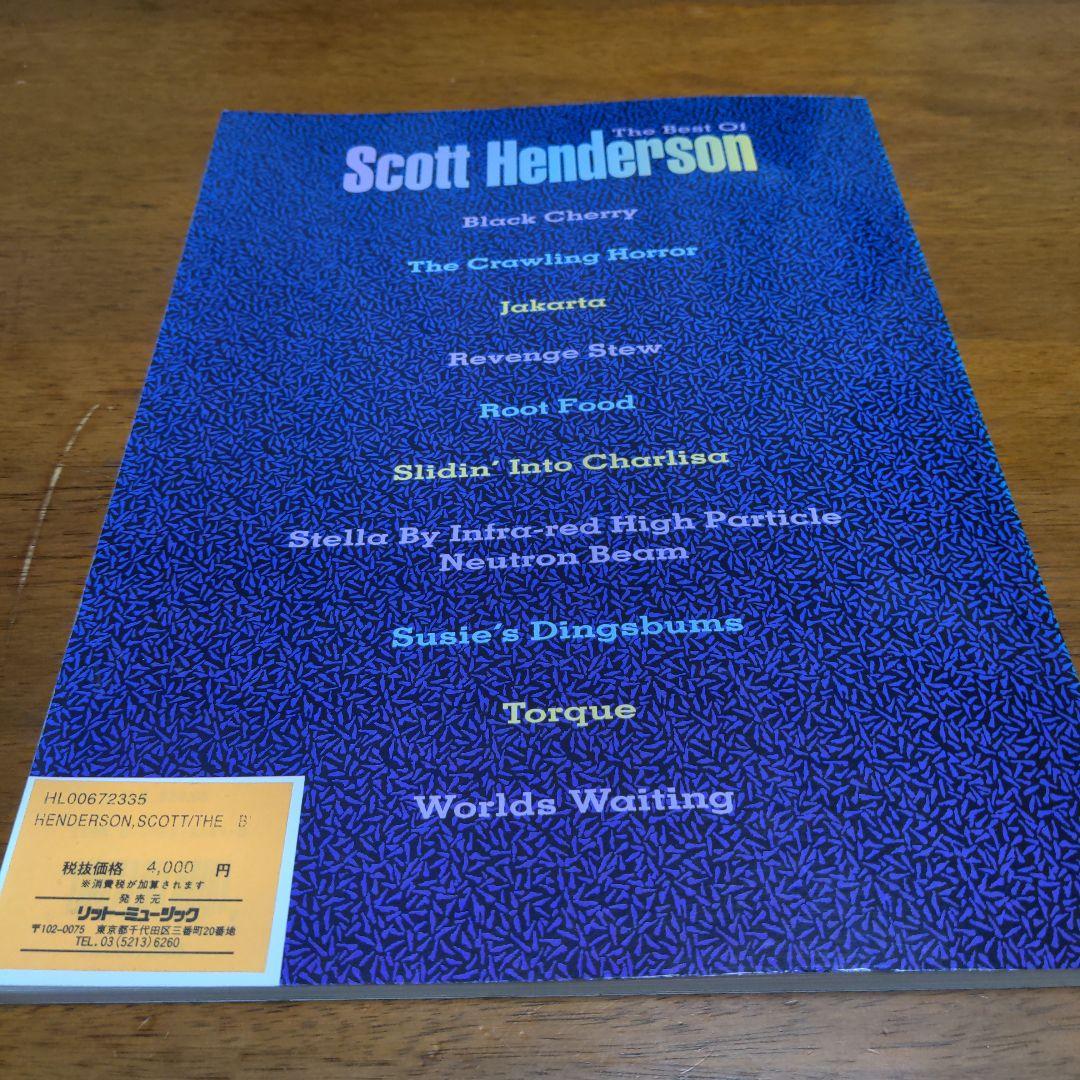 The Best Of
Scott Henderson
Black Cherry
The Crawling Horror
Jakarta
Revenge Stew
Root Food
Slidin' Into Charlisa
Stella By Infra-red High Particle
Neutron Beam
Susie's Dingsbums
Torque
Worlds Waiting
HL00672335
HENDERSON,SCOTT/THE B
税抜価格 4,000 円
※消費税が加算されます
発売元
リットーミュージック
〒102-0075 東京都千代田区三番町20番地
TEL.03(5213)6260